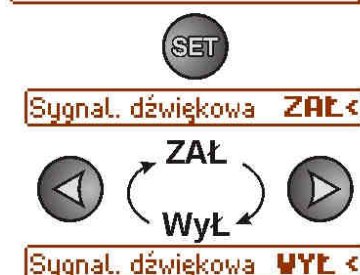 SET
Sygnal. dźwiękowa ZAŁ<
ZAŁ
WyŁ
Sygnal. dźwiękowa WYŁ <